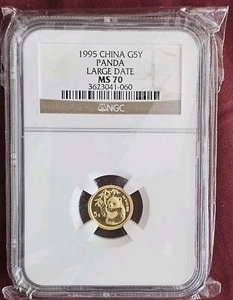 1995 CHINA G5Y
PANDA
LARGE DATE
MS 70
3623041-060
NGC